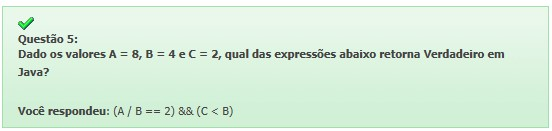 Questão 5:
Dado os valores A = 8, B = 4 e C = 2, qual das expressões abaixo retorna Verdadeiro em
Java?
Você respondeu: (A / B == 2) && (C < B)